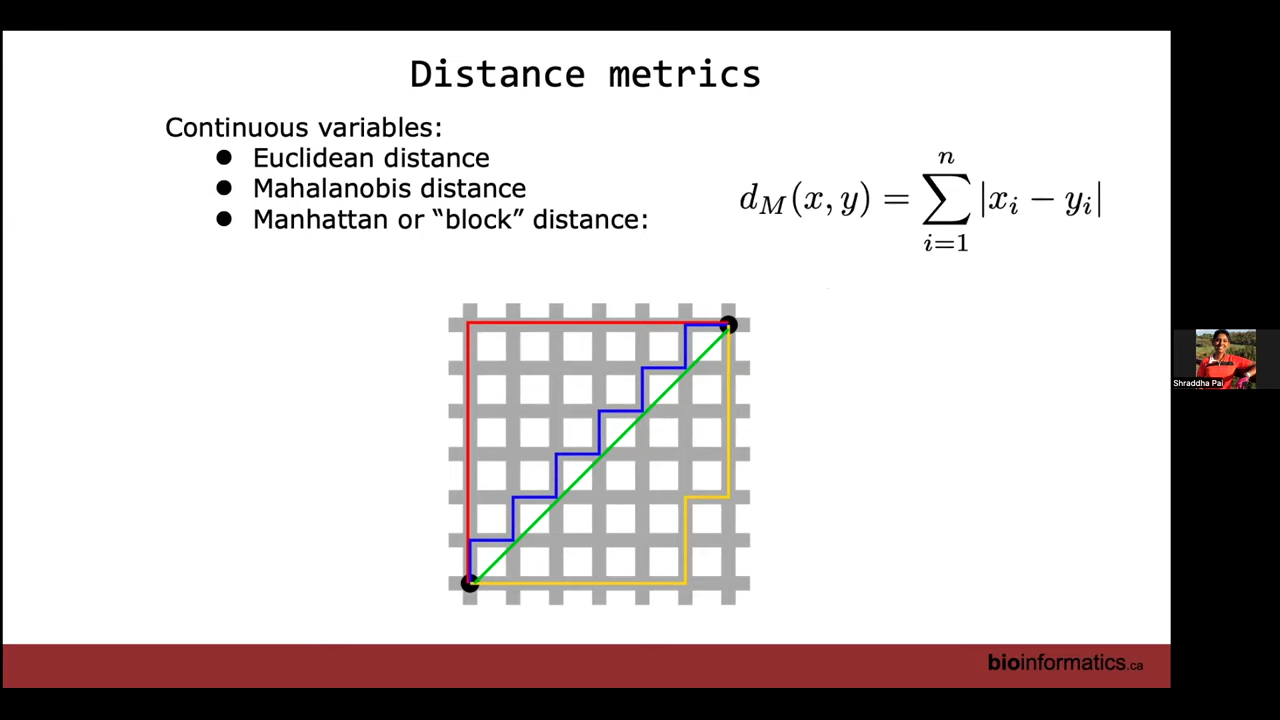 Distance metrics
Continuous variables:
● Euclidean distance
● Mahalanobis distance
● Manhattan or “block” distance:
d_M(x, y) = \sum_{i=1}^{n} |x_i − y_i|
Shraddha Pai
bioinformatics.ca